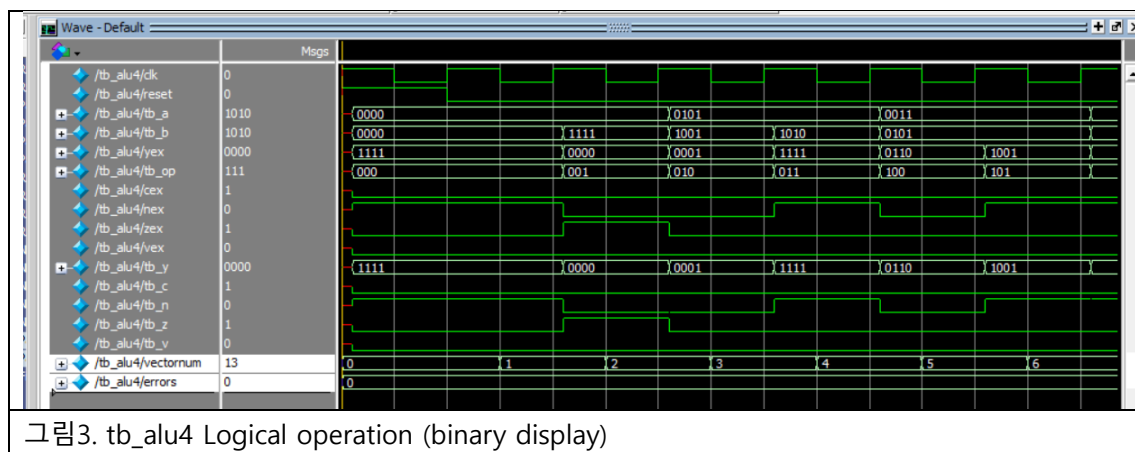 Wave - Default
Msgs
/tb_alu4/clk 0
/tb_alu4/reset 0
/tb_alu4/tb_a 1010 0000 0101 0011
/tb_alu4/tb_b 1010 0000 1111 1001 1010 0101
/tb_alu4/yex 0000 1111 0000 0001 1111 0110 1001
/tb_alu4/tb_op 111 000 001 010 011 100 101
/tb_alu4/cex 1
/tb_alu4/nex 0
/tb_alu4/zex 1
/tb_alu4/vex 0
/tb_alu4/tb_y 0000 1111 0000 0001 1111 0110 1001
/tb_alu4/tb_c 1
/tb_alu4/tb_n 0
/tb_alu4/tb_z 1
/tb_alu4/tb_v 0
/tb_alu4/vectornum 13 0 1 2 3 4 5 6
/tb_alu4/errors 0 0
그림3. tb_alu4 Logical operation (binary display)